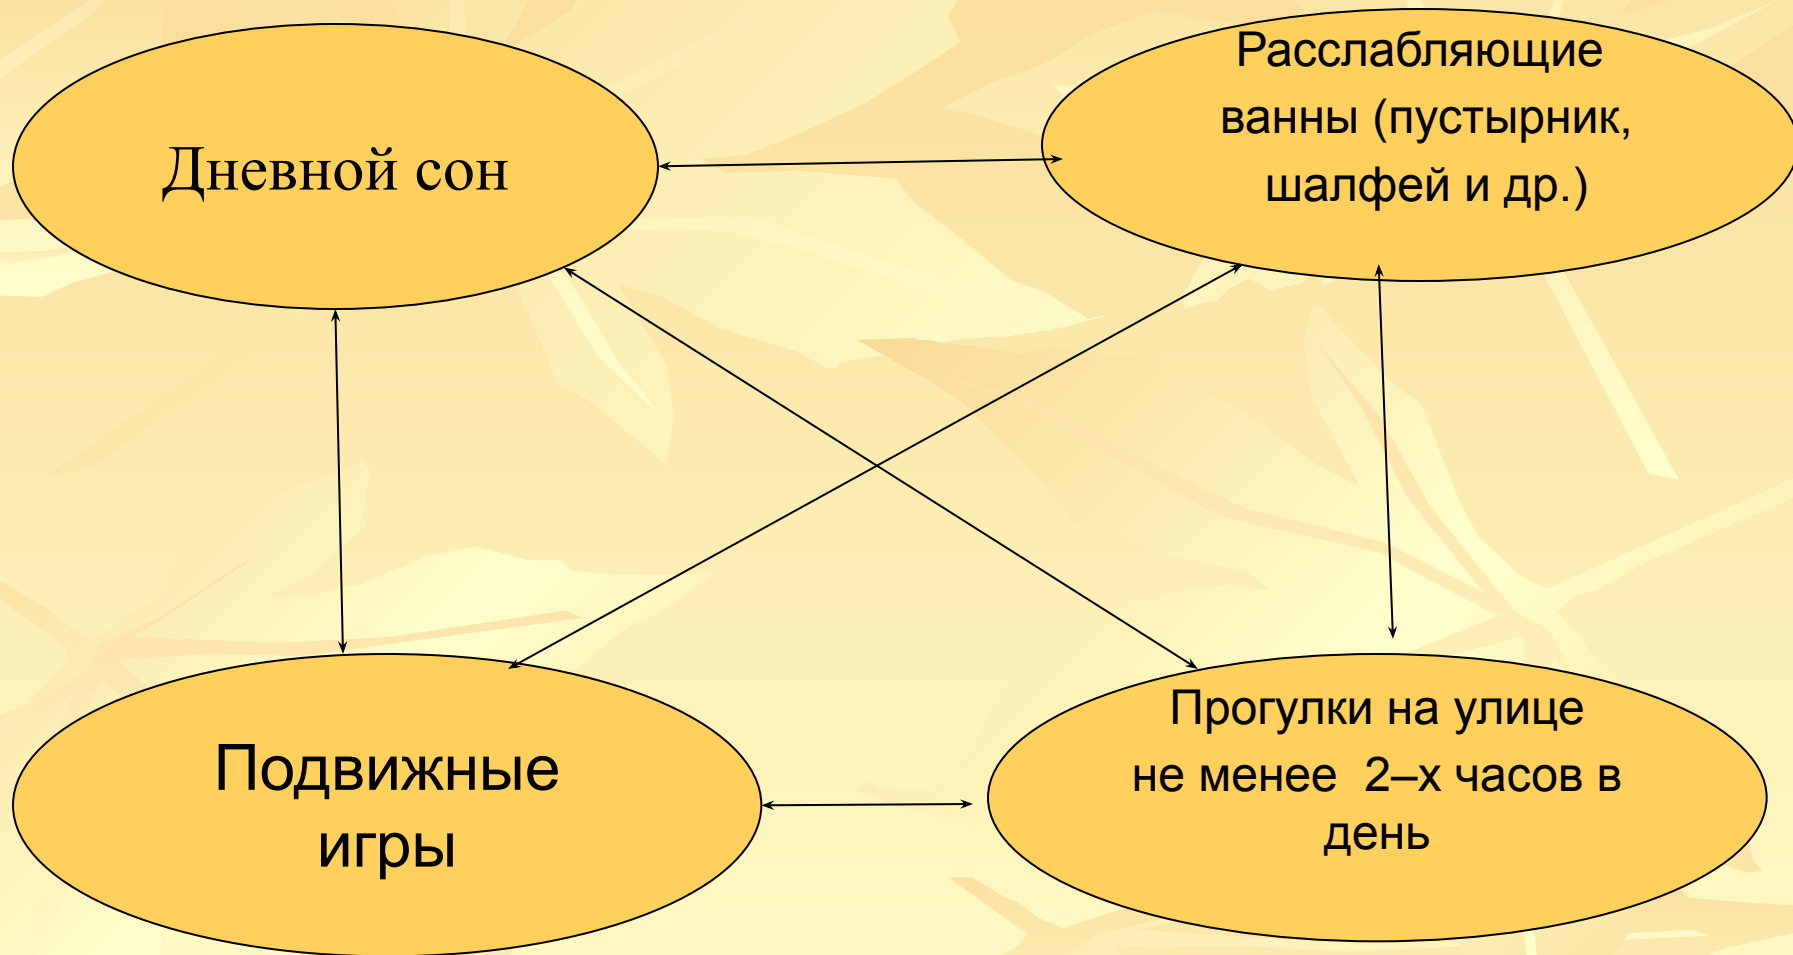 Дневной сон
Расслабляющие
ванны (пустырник,
шалфей и др.)
Подвижные
игры
Прогулки на улице
не менее 2–х часов в
день